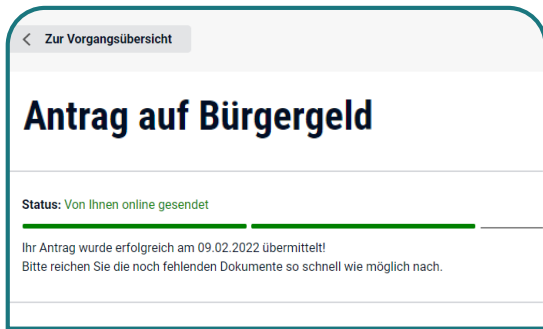 Zur Vorgangsübersicht
Antrag auf Bürgergeld
Status: Von Ihnen online gesendet
Ihr Antrag wurde erfolgreich am 09.02.2022 übermittelt!
Bitte reichen Sie die noch fehlenden Dokumente so schnell wie möglich nach.